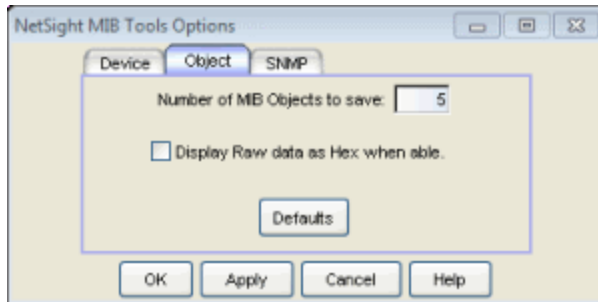 NetSight MIB Tools Options
Device Object SNMP
Number of MIB Objects to save: 5
Display Raw data as Hex when able.
Defaults
OK Apply Cancel Help